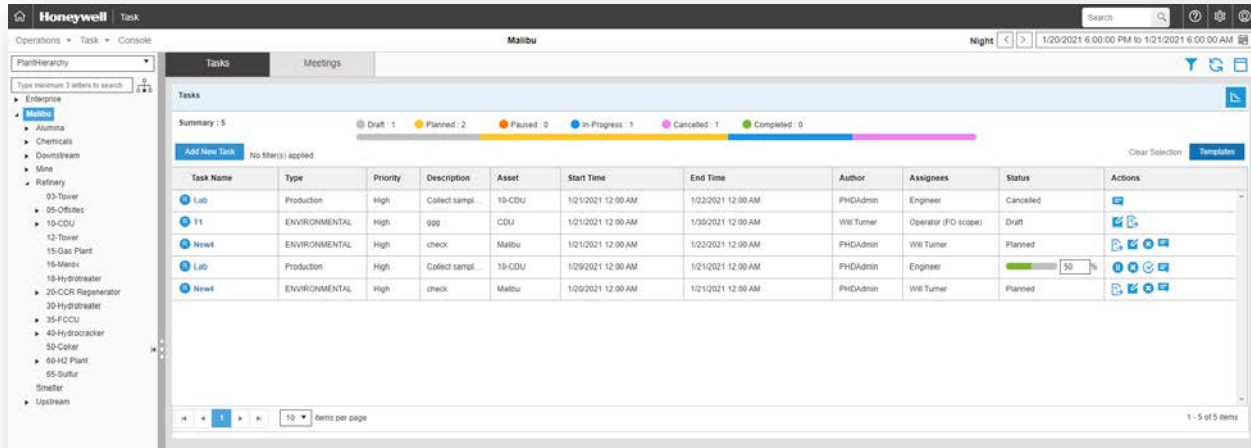 Honeywell Task Search
Operations Task Console Malibu Night 1/20/2021 6:00:00 PM to 1/21/2021 6:00:00 AM
PlantHierarchy
Type minimum 3 letters to search
Enterprise
Malibu
Alumina
Chemicals
Downstream
Mine
Refinery
03-Tower
05-Offsites
10-CDU
12-Tower
15-Gas Plant
16-Merox
18-Hydrotreater
20-CCR Regenerator
30-Hydrotreater
35-FCCU
40-Hydrocracker
50-Coker
60-H2 Plant
65-Sulfur
Smelter
Upstream
Tasks Meetings
Tasks
Summary : 5 Draft : 1 Planned : 2 Paused : 0 In-Progress : 1 Cancelled : 1 Completed : 0
Add New Task No filter(s) applied Clear Selection Templates
Task Name Type Priority Description Asset Start Time End Time Author Assignees Status Actions
R Lab Production High Collect sampl... 10-CDU 1/21/2021 12:00 AM 1/22/2021 12:00 AM PHDAdmin Engineer Cancelled
R T1 ENVIRONMENTAL High ggg CDU 1/21/2021 12:00 AM 1/30/2021 12:00 AM Will Turner Operator (FO scope) Draft
R New4 ENVIRONMENTAL High check Malibu 1/21/2021 12:00 AM 1/22/2021 12:00 AM PHDAdmin Will Turner Planned
R Lab Production High Collect sampl... 10-CDU 1/20/2021 12:00 AM 1/21/2021 12:00 AM PHDAdmin Engineer 50 %
R New4 ENVIRONMENTAL High check Malibu 1/20/2021 12:00 AM 1/21/2021 12:00 AM PHDAdmin Will Turner Planned
1 10 items per page 1 - 5 of 5 items